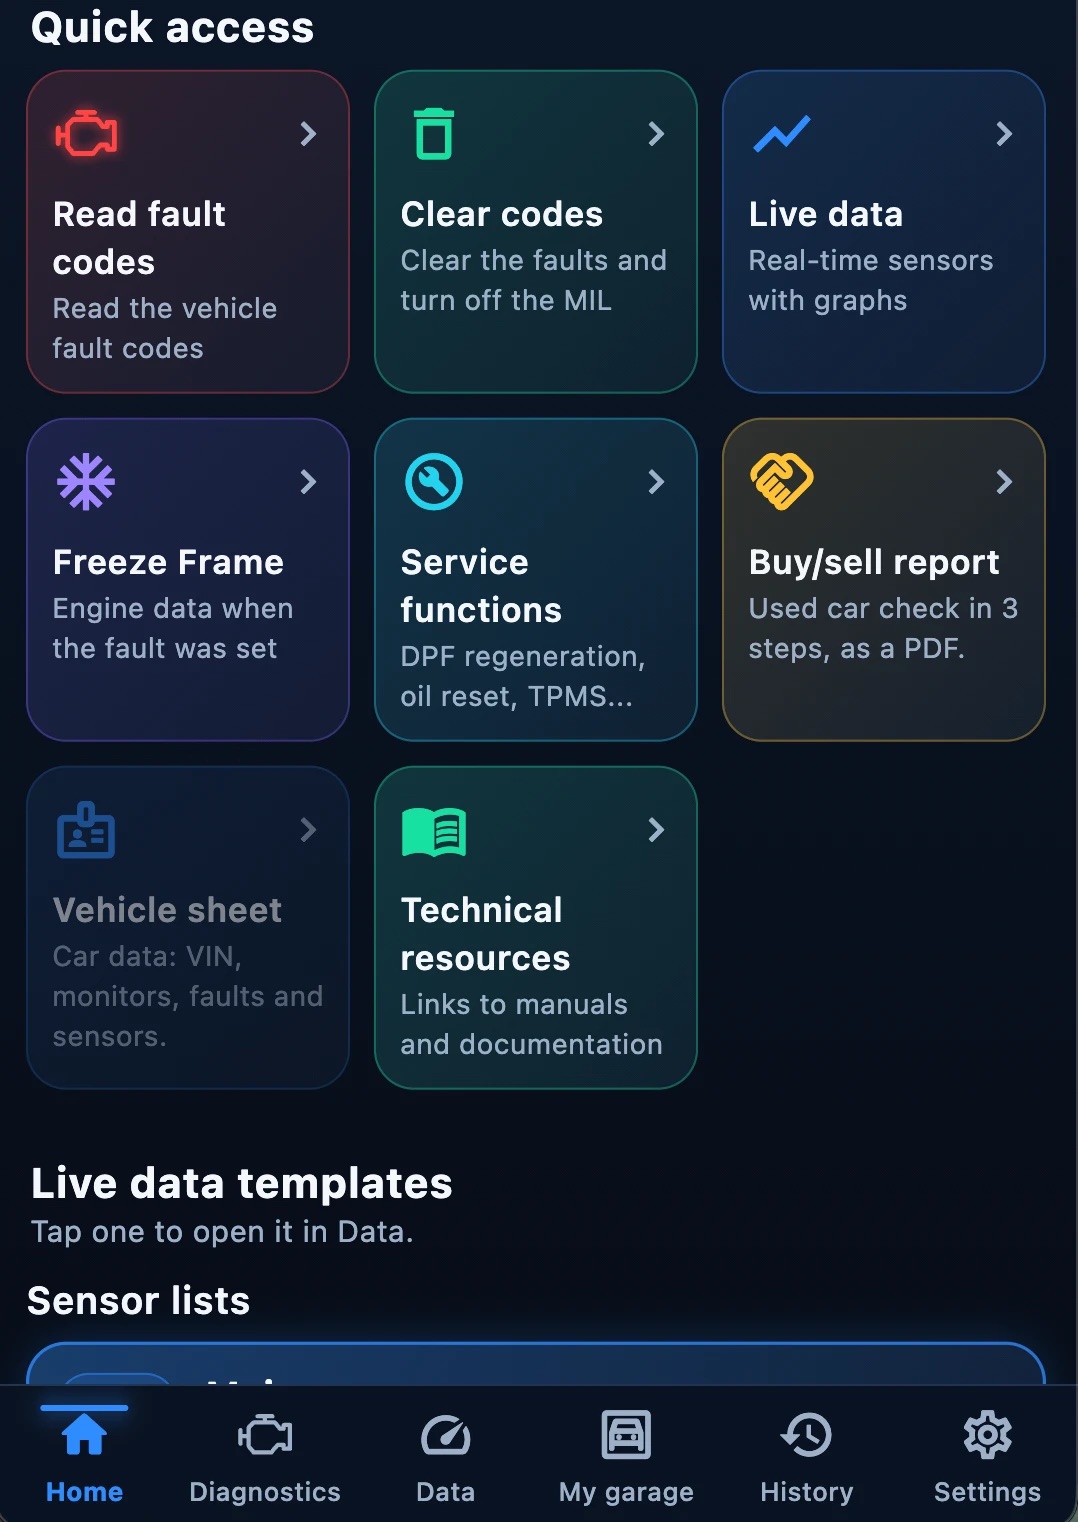 Quick access
Read fault
codes
Read the vehicle
fault codes
Clear codes
Clear the faults and
turn off the MIL
Live data
Real-time sensors
with graphs
Freeze Frame
Engine data when
the fault was set
Service
functions
DPF regeneration,
oil reset, TPMS...
Buy/sell report
Used car check in 3
steps, as a PDF.
Vehicle sheet
Car data: VIN,
monitors, faults and
sensors.
Technical
resources
Links to manuals
and documentation
Live data templates
Tap one to open it in Data.
Sensor lists
Home
Diagnostics
Data
My garage
History
Settings